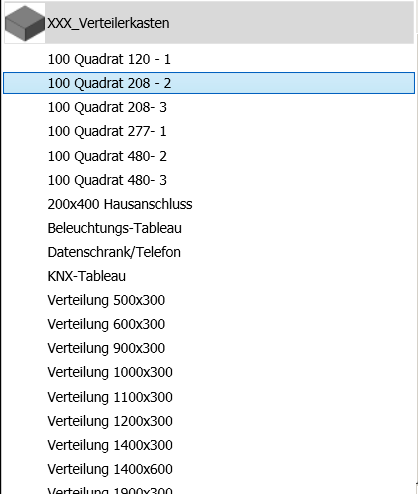 XXX_Verteilerkasten
100 Quadrat 120 - 1
100 Quadrat 208 - 2
100 Quadrat 208- 3
100 Quadrat 277- 1
100 Quadrat 480- 2
100 Quadrat 480- 3
200x400 Hausanschluss
Beleuchtungs-Tableau
Datenschrank/Telefon
KNX-Tableau
Verteilung 500x300
Verteilung 600x300
Verteilung 900x300
Verteilung 1000x300
Verteilung 1100x300
Verteilung 1200x300
Verteilung 1400x300
Verteilung 1400x600
Verteilung 1900x300